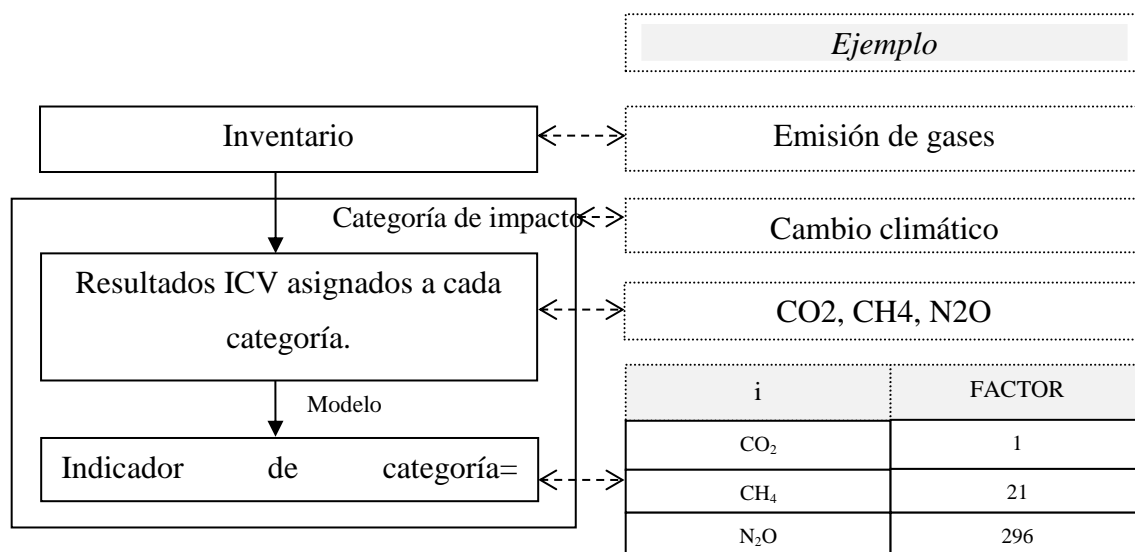 Ejemplo
Inventario
Emisión de gases
Categoría de impacto
Cambio climático
Resultados ICV asignados a cada
categoría.
CO2, CH4, N2O
Modelo
i FACTOR
CO₂ 1
Indicador de categoría=
CH₄ 21
N₂O 296